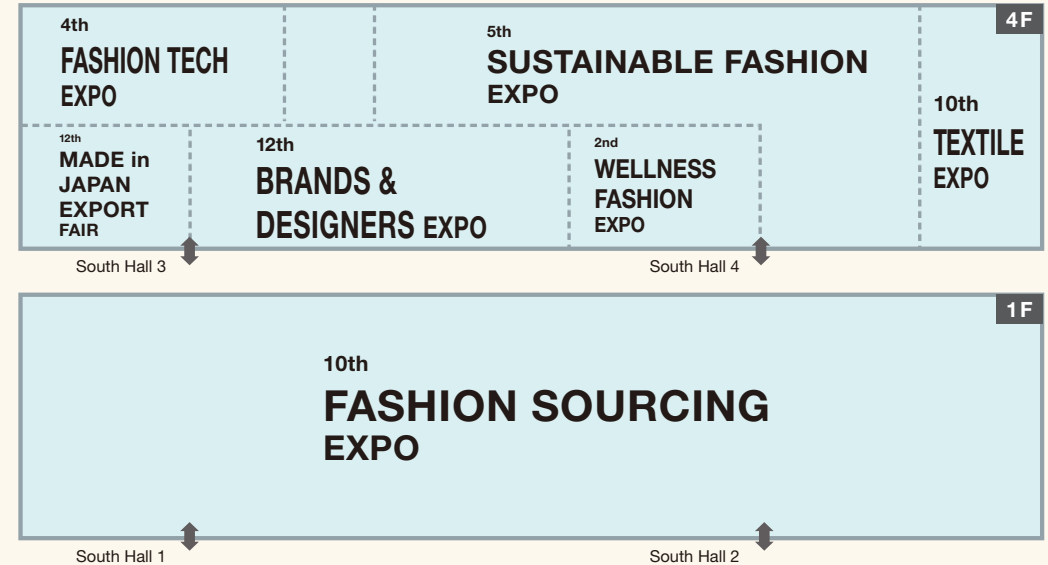 4F
4th
FASHION TECH
EXPO
5th
SUSTAINABLE FASHION
EXPO
10th
TEXTILE
EXPO
12th
MADE in
JAPAN
EXPORT
FAIR
12th
BRANDS &
DESIGNERS EXPO
2nd
WELLNESS
FASHION
EXPO
South Hall 3
South Hall 4
1F
10th
FASHION SOURCING
EXPO
South Hall 1
South Hall 2